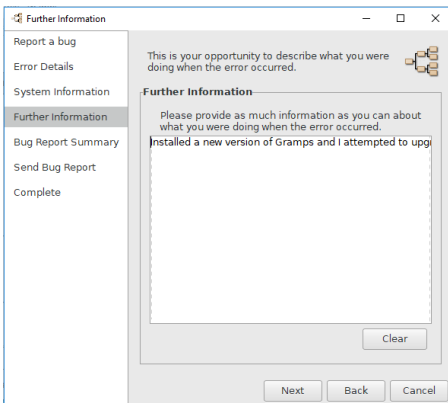 Further Information
Report a bug
Error Details
System Information
Further Information
Bug Report Summary
Send Bug Report
Complete
This is your opportunity to describe what you were
doing when the error occurred.
Further Information
Please provide as much information as you can about
what you were doing when the error occurred.
Installed a new version of Gramps and I attempted to upg
Clear
Next
Back
Cancel